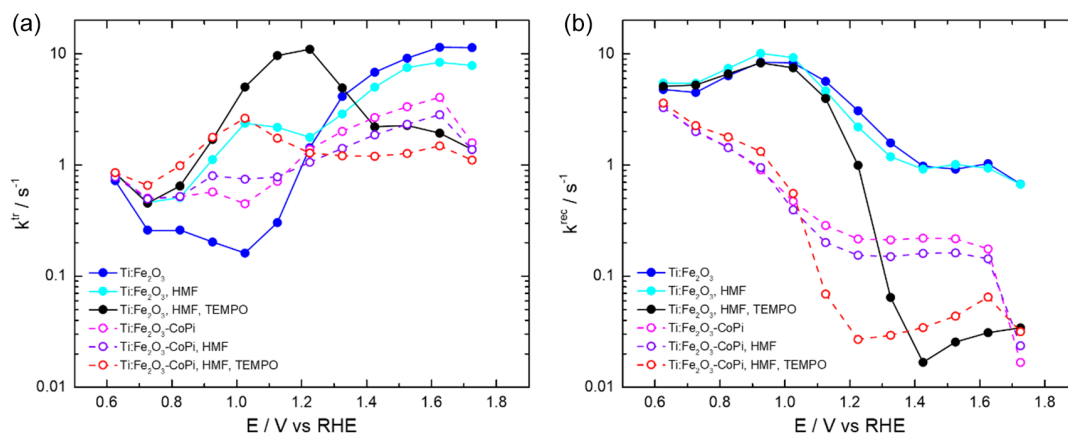 (a)
k^tr / s^-1
10
1
0.1
0.01
Ti:Fe₂O₃
Ti:Fe₂O₃, HMF
Ti:Fe₂O₃, HMF, TEMPO
Ti:Fe₂O₃-CoPi
Ti:Fe₂O₃-CoPi, HMF
Ti:Fe₂O₃-CoPi, HMF, TEMPO
0.6 0.8 1.0 1.2 1.4 1.6 1.8
E / V vs RHE
(b)
k^rec / s^-1
10
1
0.1
0.01
Ti:Fe₂O₃
Ti:Fe₂O₃, HMF
Ti:Fe₂O₃, HMF, TEMPO
Ti:Fe₂O₃-CoPi
Ti:Fe₂O₃-CoPi, HMF
Ti:Fe₂O₃-CoPi, HMF, TEMPO
0.6 0.8 1.0 1.2 1.4 1.6 1.8
E / V vs RHE